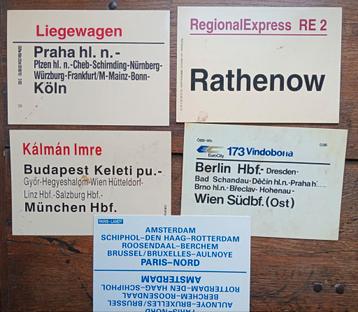 Liegewagen
Praha hl. n.-
Plzen hl. n.-Cheb-Schirnding-Nürnberg-
Würzburg-Frankfurt/M-Mainz-Bonn-
Köln
RegionalExpress RE 2
Rathenow
Kálmán Imre
Budapest Keleti pu.-
Györ-Hegyeshalom-Wien Hütteldorf-
Linz Hbf.-Salzburg Hbf.-
München Hbf.
EC
EuroCity
173 Vindobona
Berlin Hbf.- Dresden-
Bad Schandau-Děčín hl.n.-Praha h
Brno hl.n.-Břeclav- Hohenau-
Wien Südbf.(Ost)
AMSTERDAM
SCHIPHOL-DEN HAAG-ROTTERDAM
ROOSENDAAL-BERCHEM
BRUSSEL/BRUXELLES-AULNOYE
PARIS-NORD
AMSTERDAM
SCHIPHOL-DEN HAAG-ROTTERDAM
BERCHEM-ROOSENDAAL
AULNOYE-BRUXELLES/BRUSSEL
PARIS-NORD